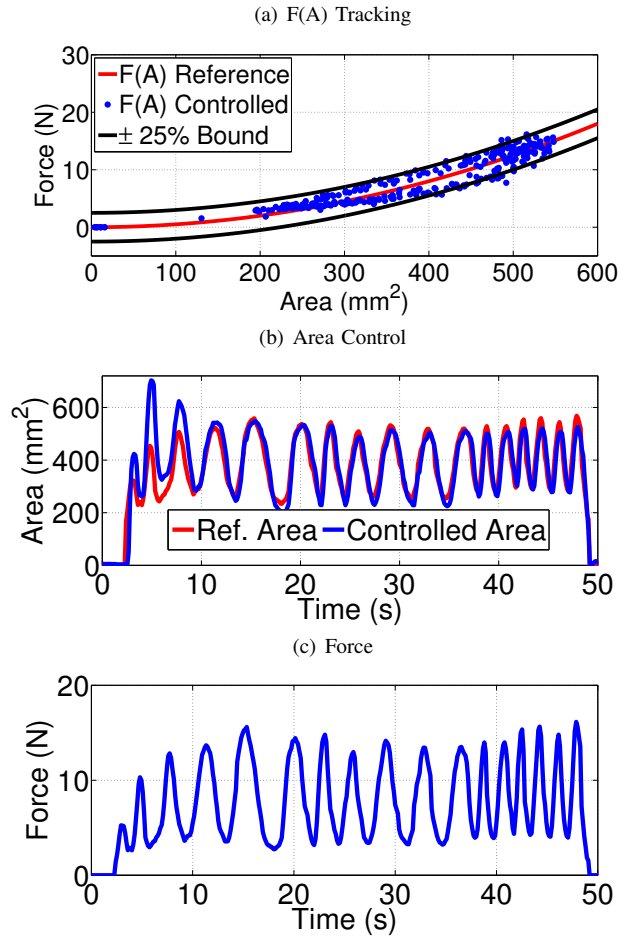 (a) F(A) Tracking
30
20
10
0
Force (N)
F(A) Reference
F(A) Controlled
± 25% Bound
0 100 200 300 400 500 600
Area (mm²)
(b) Area Control
600
400
200
0
Area (mm²)
Ref. Area Controlled Area
0 10 20 30 40 50
Time (s)
(c) Force
20
10
0
Force (N)
0 10 20 30 40 50
Time (s)